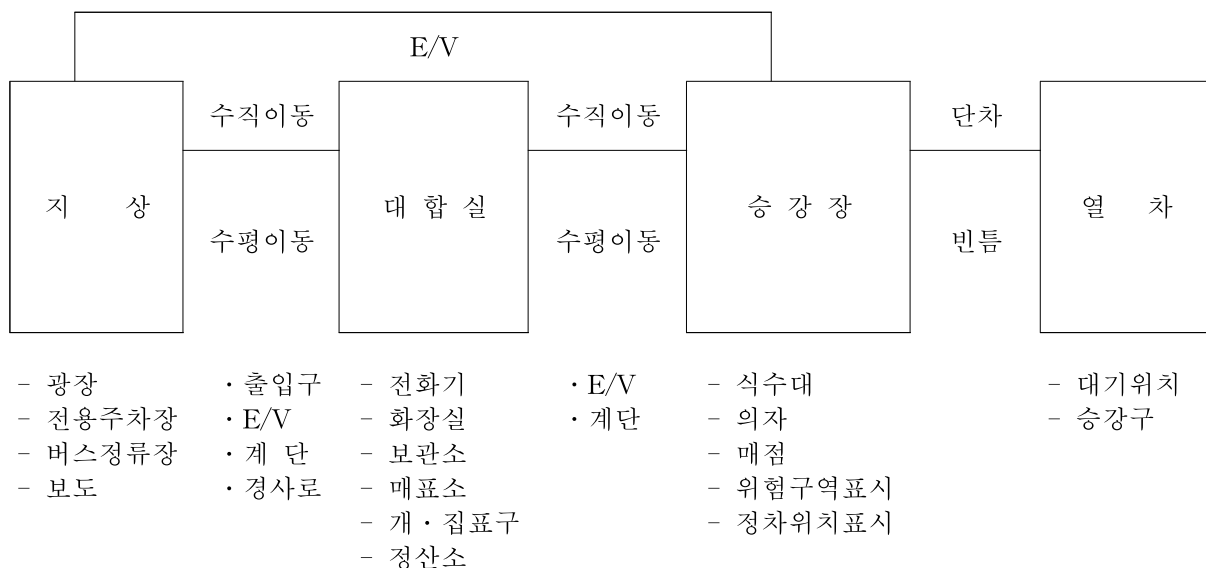 E/V
수직이동 수직이동 단차
지 상 대 합 실 승 강 장 열 차
수평이동 수평이동 빈틈
- 광장
- 전용주차장
- 버스정류장
- 보도
· 출입구
· E/V
· 계 단
· 경사로
- 전화기
- 화장실
- 보관소
- 매표소
- 개 · 집표구
- 정산소
· E/V
· 계단
- 식수대
- 의자
- 매점
- 위험구역표시
- 정차위치표시
- 대기위치
- 승강구